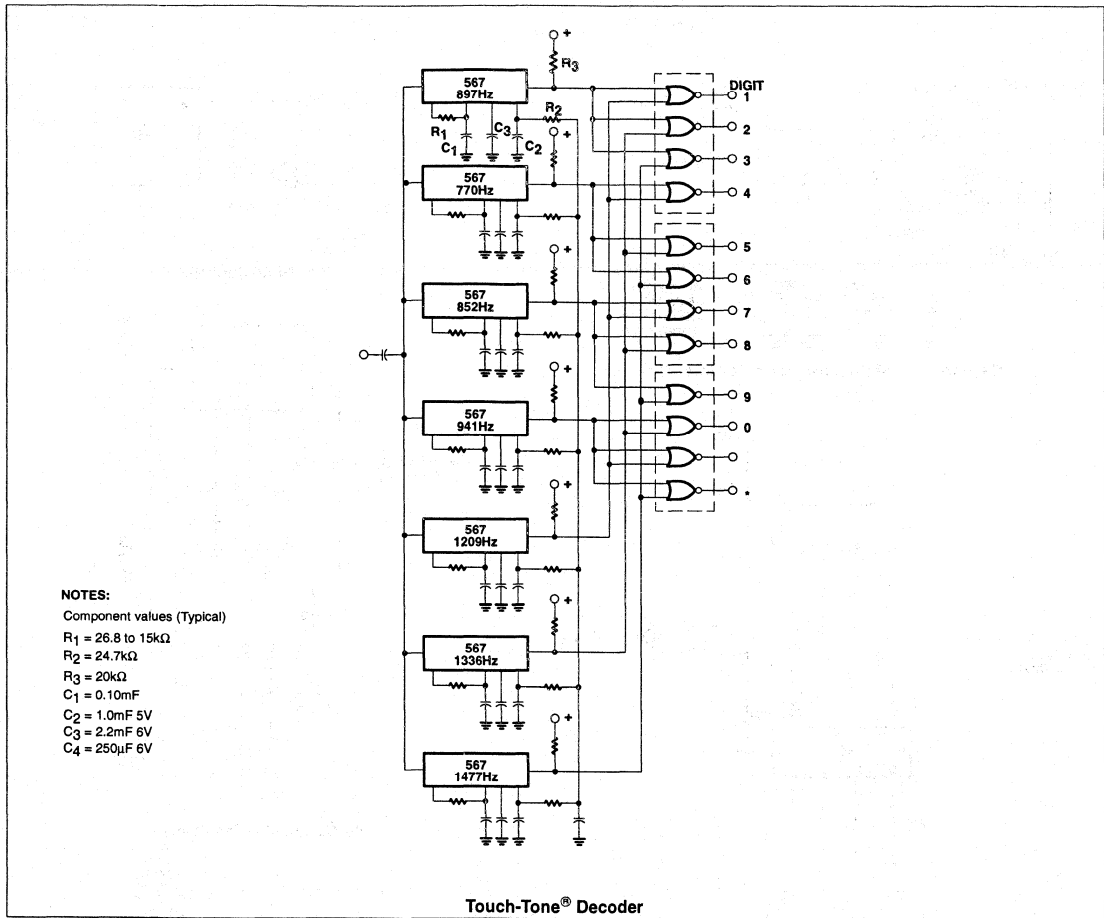 +
R3
567
897Hz
R2
R1
C1
C3
C2
+
567
770Hz
+
567
852Hz
+
567
941Hz
+
567
1209Hz
+
567
1336Hz
+
567
1477Hz
DIGIT
1
2
3
4
5
6
7
8
9
0
*
NOTES:
Component values (Typical)
R1 = 26.8 to 15kΩ
R2 = 24.7kΩ
R3 = 20kΩ
C1 = 0.10mF
C2 = 1.0mF 5V
C3 = 2.2mF 6V
C4 = 250µF 6V
Touch-Tone® Decoder